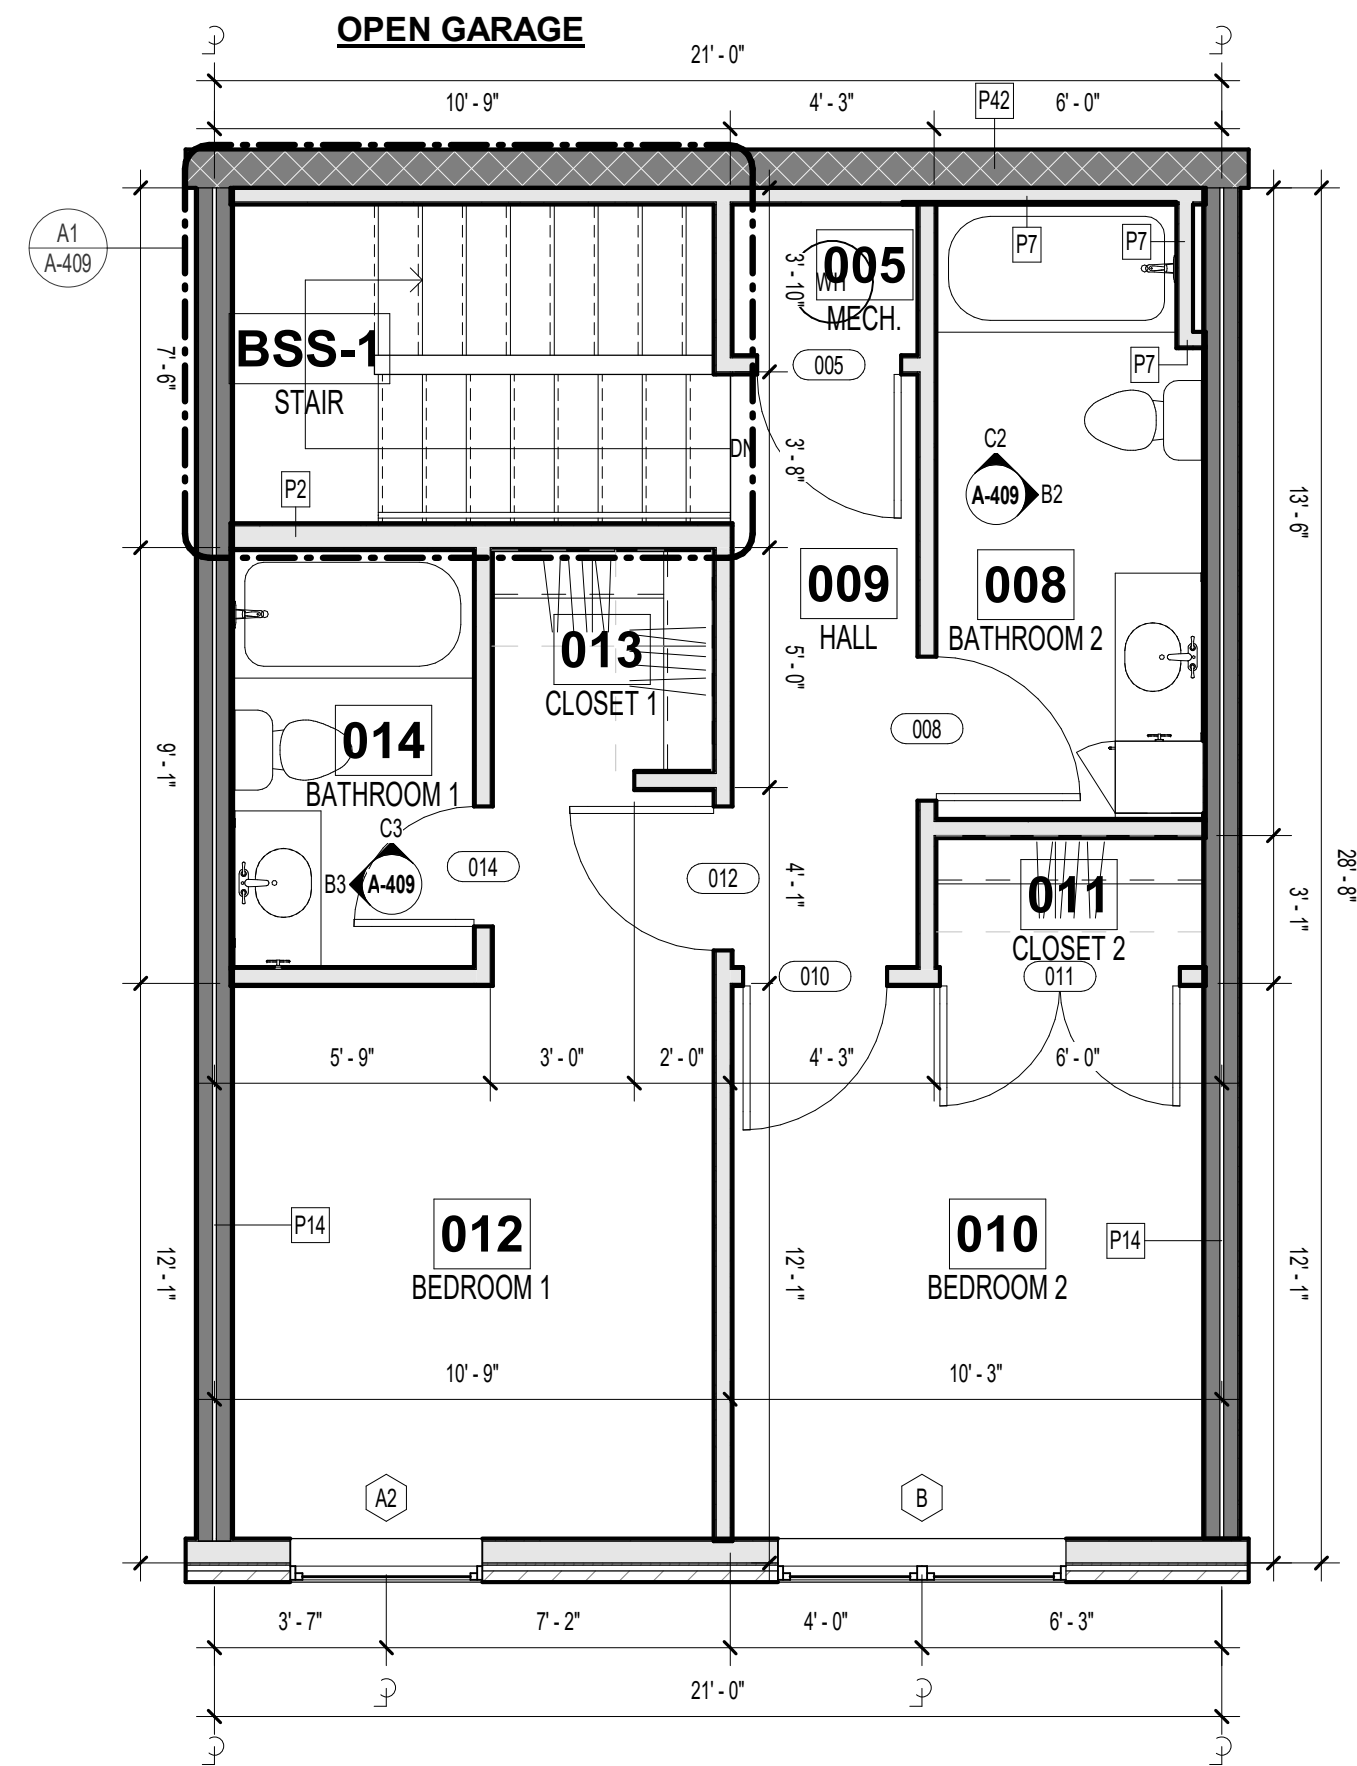 OPEN GARAGE
21' - 0"
10' - 9"
4' - 3"
P42
6' - 0"
A1
A-409
7' - 6"
BSS-1
STAIR
DN
P2
3' - 10"
005
WH
MECH.
005
3' - 8"
P7
P7
P7
C2
A-409
B2
13' - 6"
009
HALL
008
BATHROOM 2
5' - 0"
008
013
CLOSET 1
014
BATHROOM 1
9' - 1"
C3
B3
A-409
014
012
4' - 1"
011
CLOSET 2
3' - 1"
28' - 8"
010
011
5' - 9"
3' - 0"
2' - 0"
4' - 3"
6' - 0"
P14
012
BEDROOM 1
010
BEDROOM 2
P14
12' - 1"
12' - 1"
12' - 1"
10' - 9"
10' - 3"
A2
B
3' - 7"
7' - 2"
4' - 0"
6' - 3"
21' - 0"